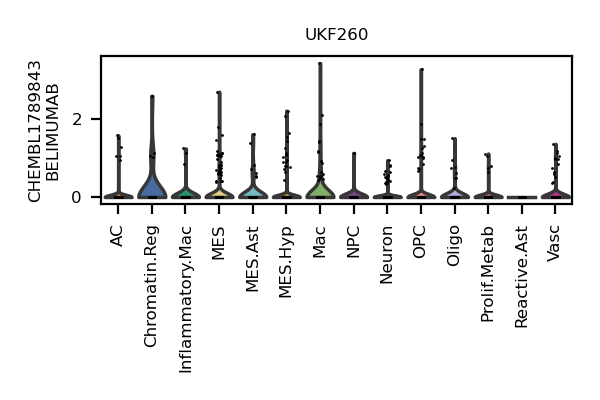 UKF260
CHEMBL1789843
BELIMUMAB
2
0
AC
Chromatin.Reg
Inflammatory.Mac
MES
MES.Ast
MES.Hyp
Mac
NPC
Neuron
OPC
Oligo
Prolif.Metab
Reactive.Ast
Vasc